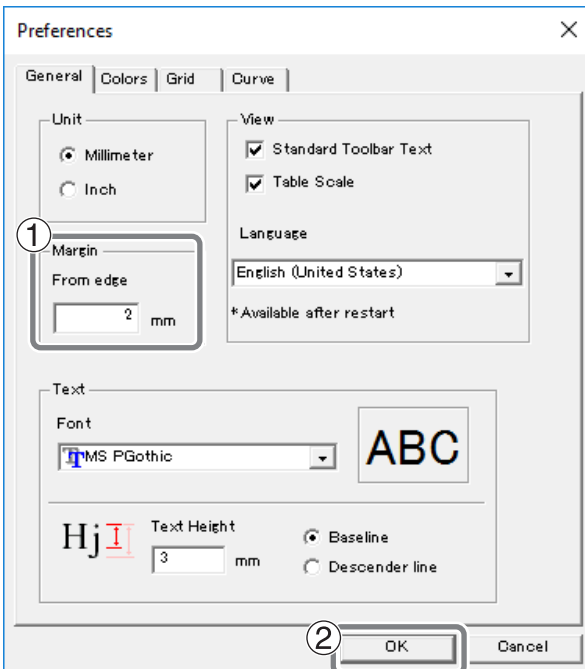 Preferences
General Colors Grid Curve
Unit
Millimeter
Inch
View
Standard Toolbar Text
Table Scale
Language
English (United States)
*Available after restart
①
Margin
From edge
2 mm
Text
Font
MS PGothic
ABC
Hj
Text Height
3 mm
Baseline
Descender line
②
OK Cancel